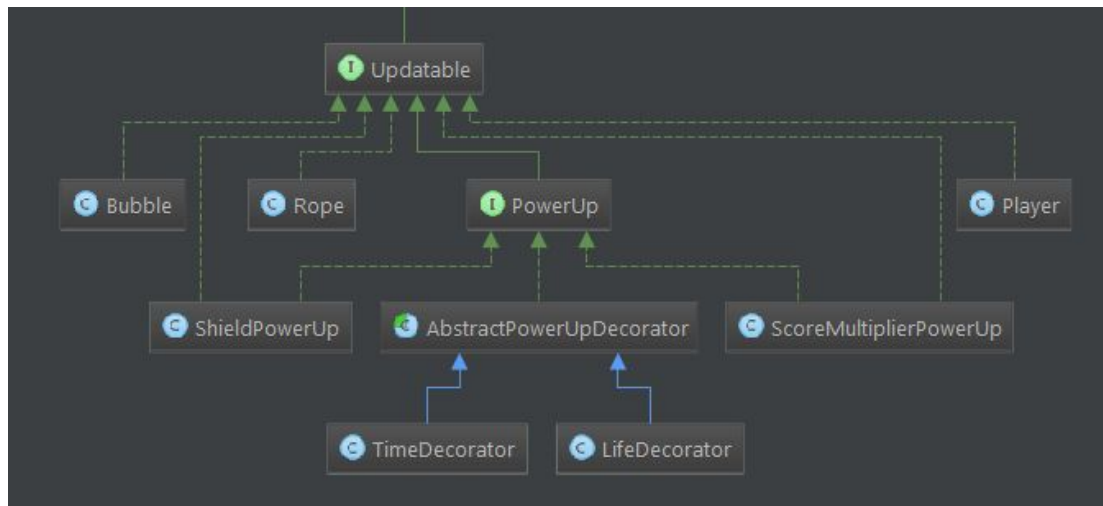 I Updatable
C Bubble
C Rope
I PowerUp
C Player
C ShieldPowerUp
C AbstractPowerUpDecorator
C ScoreMultiplierPowerUp
C TimeDecorator
C LifeDecorator